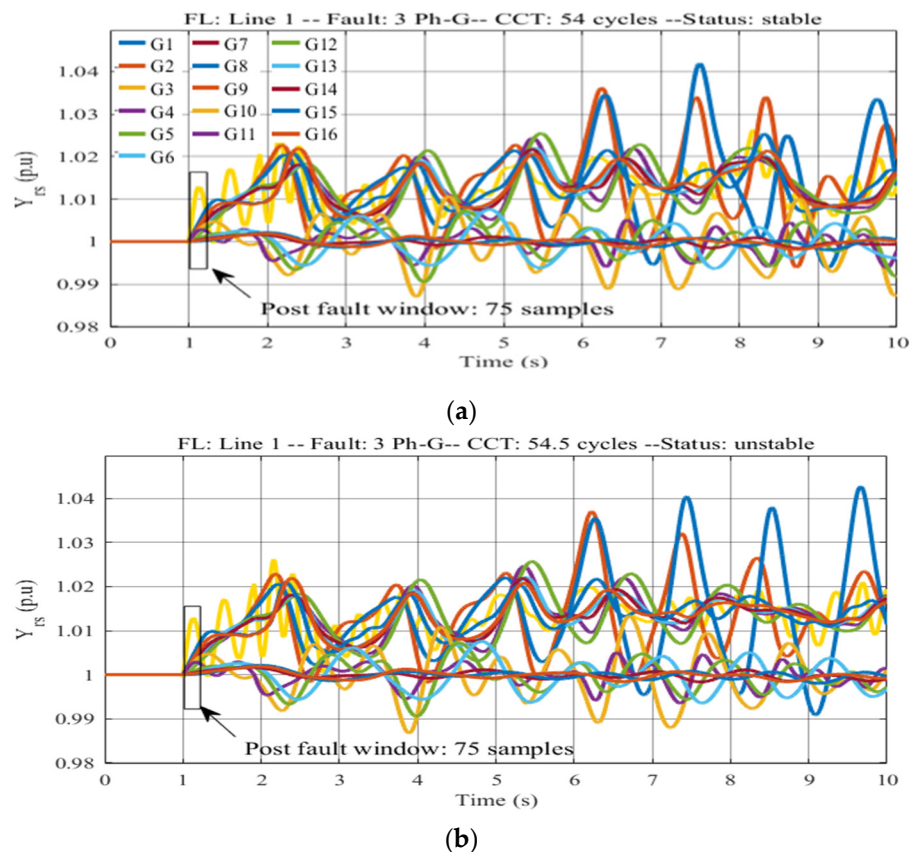 FL: Line 1 -- Fault: 3 Ph-G-- CCT: 54 cycles --Status: stable
G1 G7 G12
G2 G8 G13
G3 G9 G14
G4 G10 G15
G5 G11 G16
G6
1.04
1.03
1.02
1.01
1
0.99
0.98
Y rs (p.u)
Post fault window: 75 samples
0 1 2 3 4 5 6 7 8 9 10
Time (s)
(a)
FL: Line 1 -- Fault: 3 Ph-G-- CCT: 54.5 cycles --Status: unstable
1.04
1.03
1.02
1.01
1
0.99
0.98
Y rs (p.u)
Post fault window: 75 samples
0 1 2 3 4 5 6 7 8 9 10
Time (s)
(b)